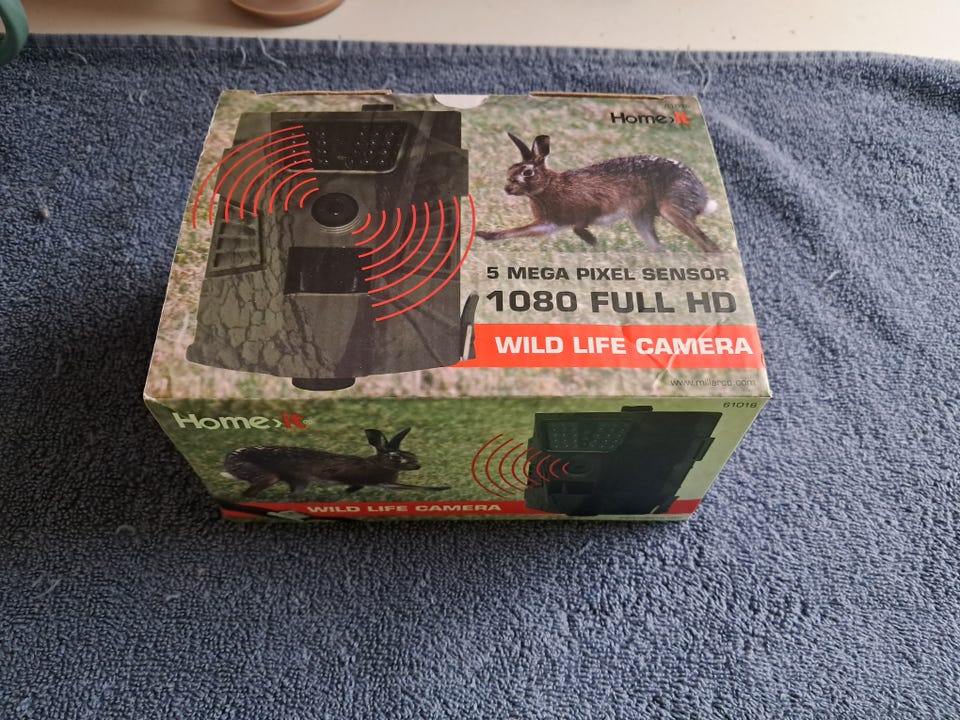 61016
Home›it
5 MEGA PIXEL SENSOR
1080 FULL HD
WILD LIFE CAMERA
www.millarco.com
61016
Home›it®
WILD LIFE CAMERA